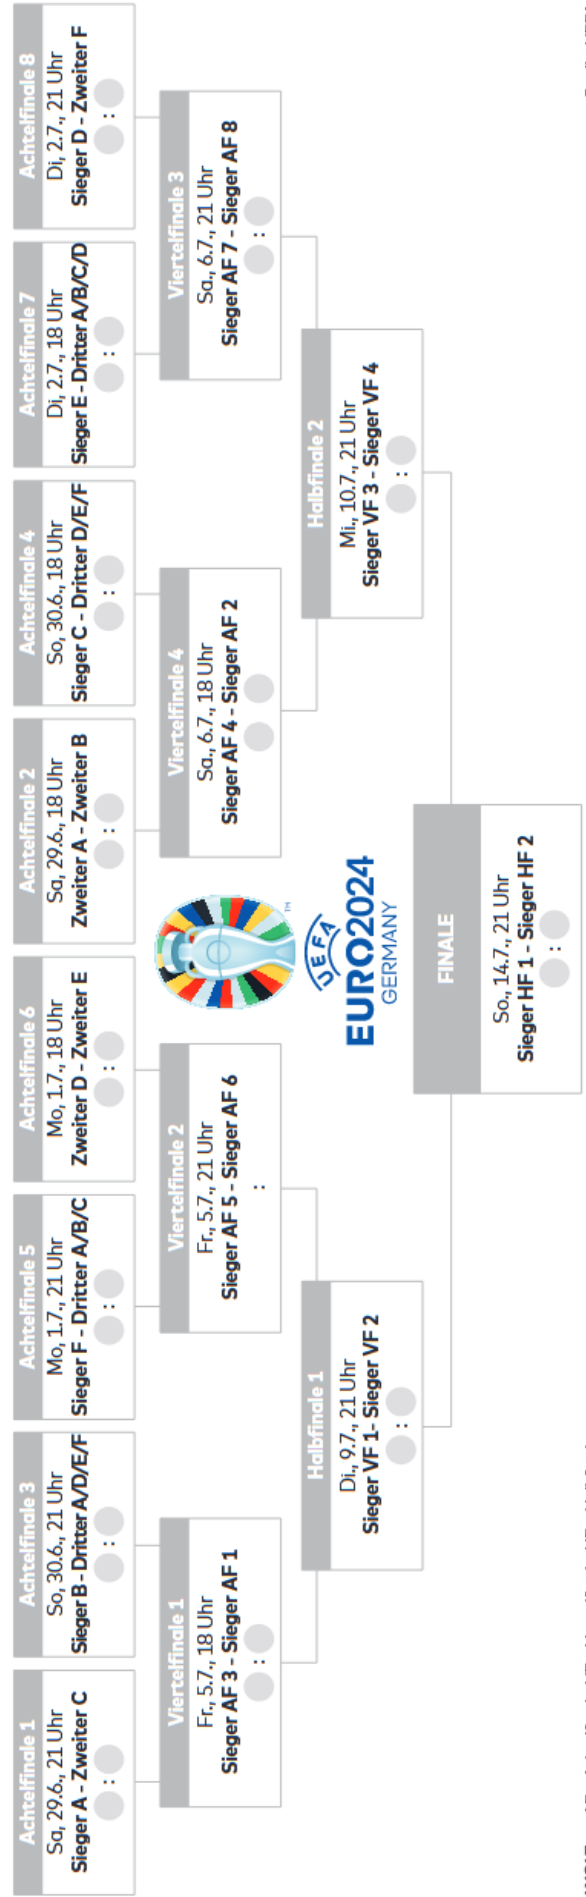 Achtelfinale 1
Sa, 29.6., 21 Uhr
Sieger A - Zweiter C
:
Achtelfinale 3
So, 30.6., 21 Uhr
Sieger B - Dritter A/D/E/F
:
Achtelfinale 5
Mo, 1.7., 21 Uhr
Sieger F - Dritter A/B/C
:
Achtelfinale 6
Mo, 1.7., 18 Uhr
Zweiter D - Zweiter E
:
Achtelfinale 2
Sa, 29.6., 18 Uhr
Zweiter A - Zweiter B
:
Achtelfinale 4
So, 30.6., 18 Uhr
Sieger C - Dritter D/E/F
:
Achtelfinale 7
Di, 2.7., 18 Uhr
Sieger E - Dritter A/B/C/D
:
Achtelfinale 8
Di, 2.7., 21 Uhr
Sieger D - Zweiter F
:
Viertelfinale 1
Fr., 5.7., 18 Uhr
Sieger AF 3 - Sieger AF 1
:
Viertelfinale 2
Fr., 5.7., 21 Uhr
Sieger AF 5 - Sieger AF 6
:
Viertelfinale 4
Sa., 6.7., 18 Uhr
Sieger AF 4 - Sieger AF 2
Viertelfinale 3
Sa., 6.7., 21 Uhr
Sieger AF 7 - Sieger AF 8
:
TM
UEFA
EURO2024
GERMANY
Halbfinale 1
Di., 9.7., 21 Uhr
Sieger VF 1- Sieger VF 2
:
Halbfinale 2
Mi., 10.7., 21 Uhr
Sieger VF 3 - Sieger VF 4
:
FINALE
So., 14.7., 21 Uhr
Sieger HF 1 - Sieger HF 2
: